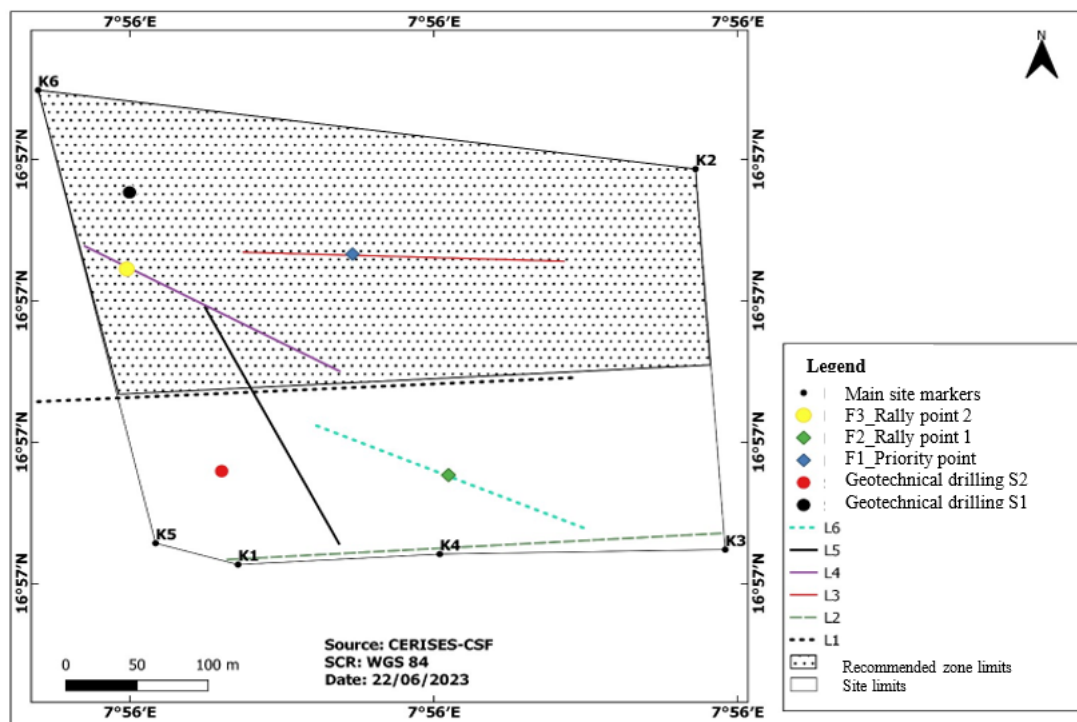 7°56′E 7°56′E 7°56′E
N
K6
K2
16°57′N 16°57′N
16°57′N 16°57′N
16°57′N 16°57′N
K5
K1
K4
K3
16°57′N 16°57′N
Legend
Main site markers
F3_Rally point 2
F2_Rally point 1
F1_Priority point
Geotechnical drilling S2
Geotechnical drilling S1
L6
L5
L4
L3
L2
L1
Recommended zone limits
Site limits
Source: CERISES-CSF
SCR: WGS 84
Date: 22/06/2023
0 50 100 m
7°56′E 7°56′E 7°56′E